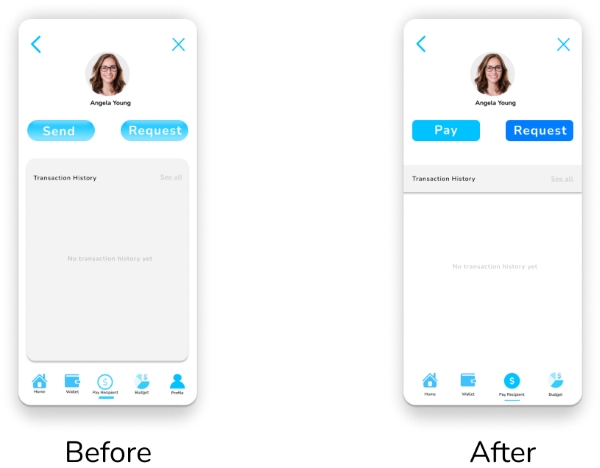 Angela Young
Send
Request
Transaction History
See all
No transaction history yet
Home
Wallet
Pay Recipient
Budget
Profile
Before
Angela Young
Pay
Request
Transaction History
See all
No transaction history yet
Home
Wallet
Pay Recipient
Budget
After